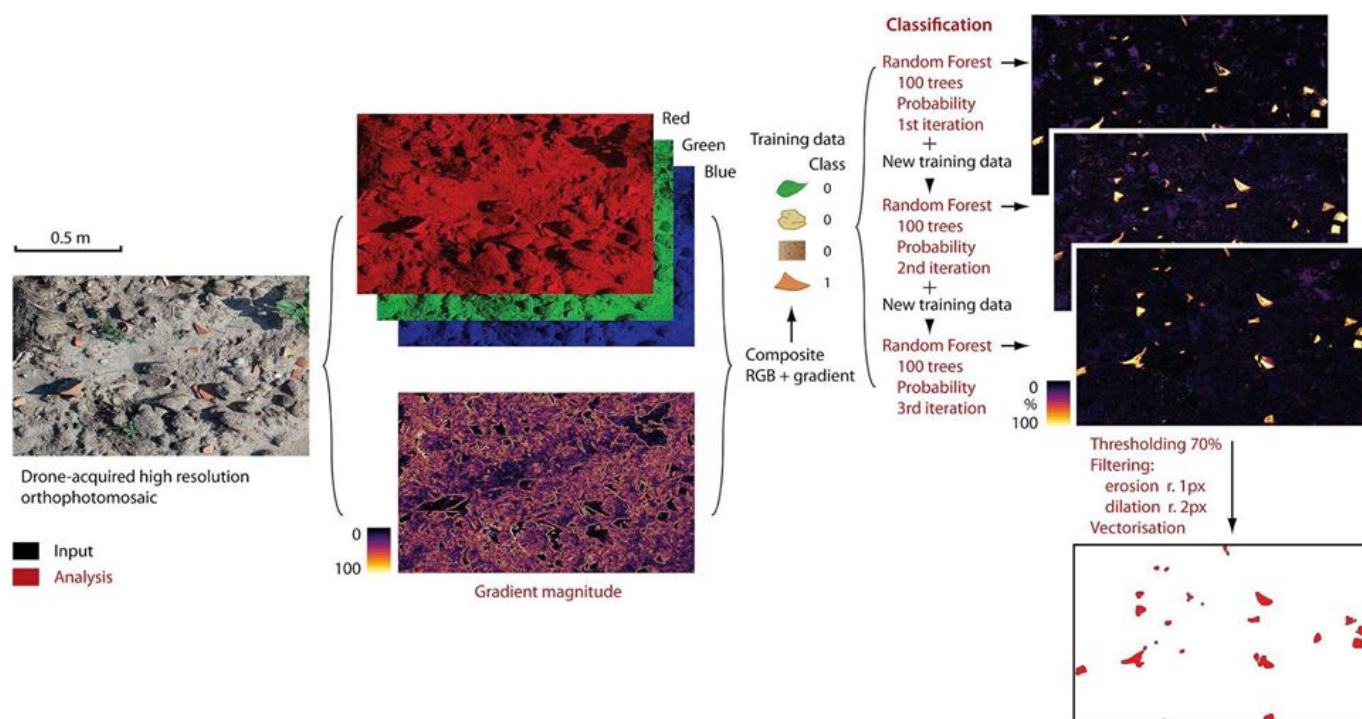 0.5 m
Drone-acquired high resolution
orthophotomosaic
Input
Analysis
Red
Green
Blue
0
100
Gradient magnitude
Training data
Class
0
0
0
1
Composite
RGB + gradient
Classification
Random Forest
100 trees
Probability
1st iteration
+
New training data
Random Forest
100 trees
Probability
2nd iteration
+
New training data
Random Forest
100 trees
Probability
3rd iteration
0
%
100
Thresholding 70%
Filtering:
erosion r. 1px
dilation r. 2px
Vectorisation